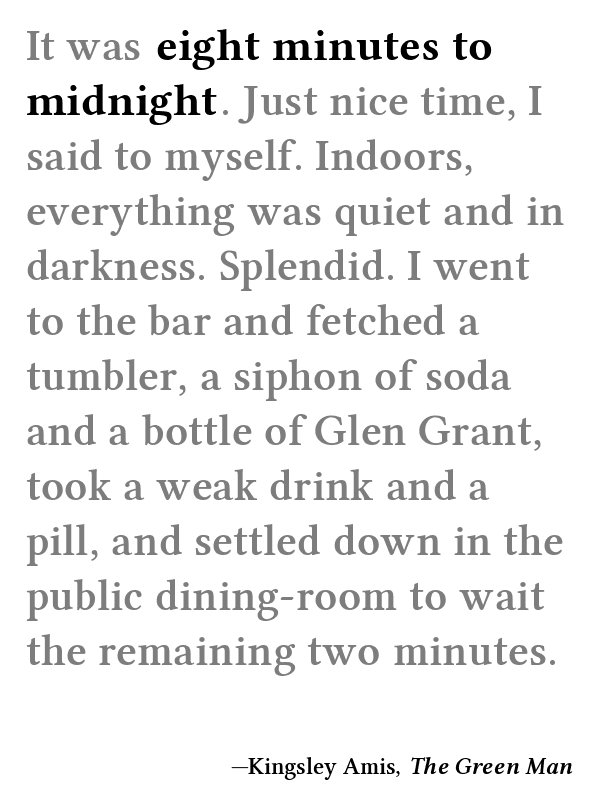 It was eight minutes to
midnight. Just nice time, I
said to myself. Indoors,
everything was quiet and in
darkness. Splendid. I went
to the bar and fetched a
tumbler, a siphon of soda
and a bottle of Glen Grant,
took a weak drink and a
pill, and settled down in the
public dining-room to wait
the remaining two minutes.
—Kingsley Amis, The Green Man